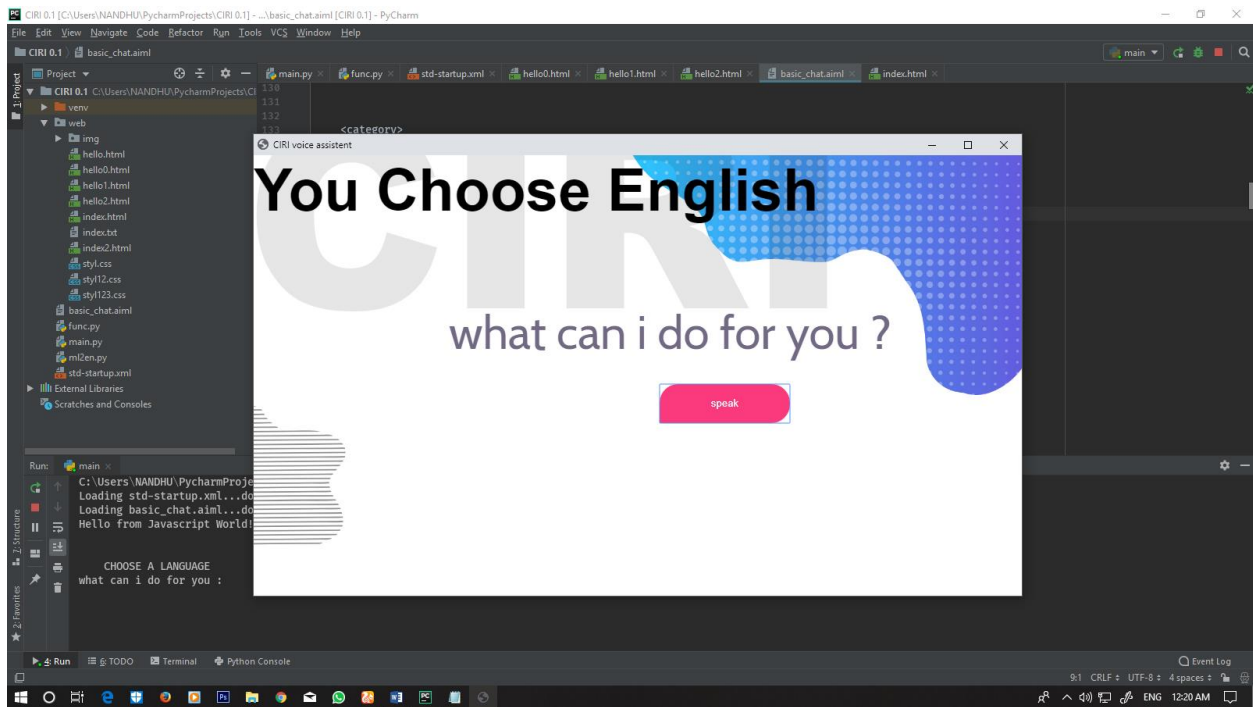 CIRI 0.1 [C:\Users\NANDHU\PycharmProjects\CIRI 0.1] - ...\basic_chat.aiml [CIRI 0.1] - PyCharm
File Edit View Navigate Code Refactor Run Tools VCS Window Help
CIRI 0.1 basic_chat.aiml
main
Project
main.py func.py std-startup.xml hello0.html hello1.html hello2.html basic_chat.aiml index.html
1: Project
CIRI 0.1 C:\Users\NANDHU\PycharmProjects\CI
venv
web
img
hello.html
hello0.html
hello1.html
hello2.html
index.html
index.txt
index2.html
styl.css
styl12.css
styl123.css
basic_chat.aiml
func.py
main.py
ml2en.py
std-startup.xml
External Libraries
Scratches and Consoles
130
131
132
133 <category>
CIRI voice assistent
CIRI
You Choose English
what can i do for you ?
speak
Run: main
C:\Users\NANDHU\PycharmProje
Loading std-startup.xml...do
Loading basic_chat.aiml...do
Hello from Javascript World!
CHOOSE A LANGUAGE
what can i do for you :
7: Structure
2: Favorites
4: Run 6: TODO Terminal Python Console
Event Log
9:1 CRLF UTF-8 4 spaces
ENG 12:20 AM